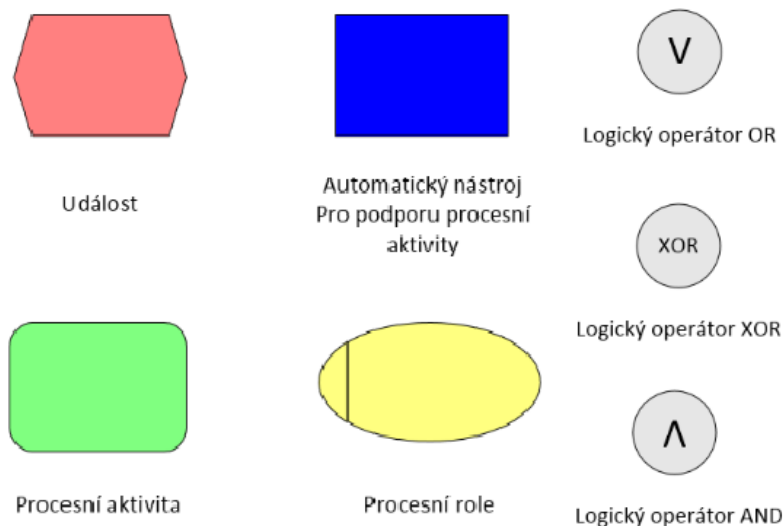 V
Logický operátor OR
Událost
Automatický nástroj
Pro podporu procesní
aktivity
XOR
Logický operátor XOR
Λ
Procesní aktivita
Procesní role
Logický operátor AND